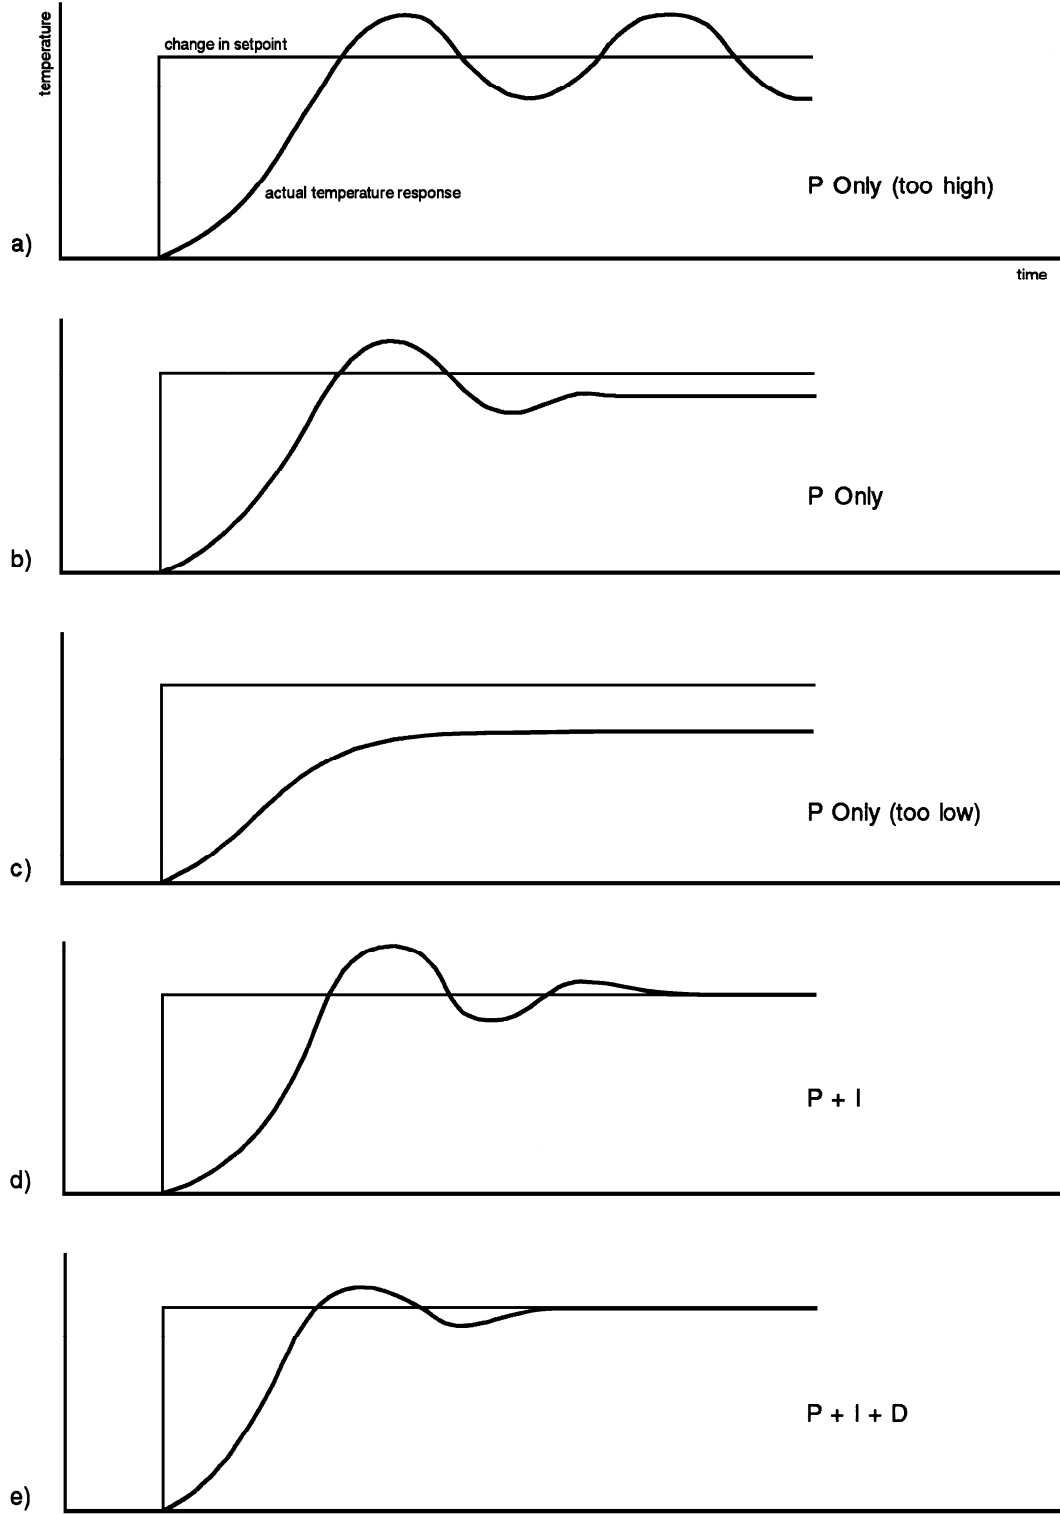 temperature
change in setpoint
actual temperature response
P Only (too high)
a)
time
P Only
b)
P Only (too low)
c)
P + I
d)
P + I + D
e)